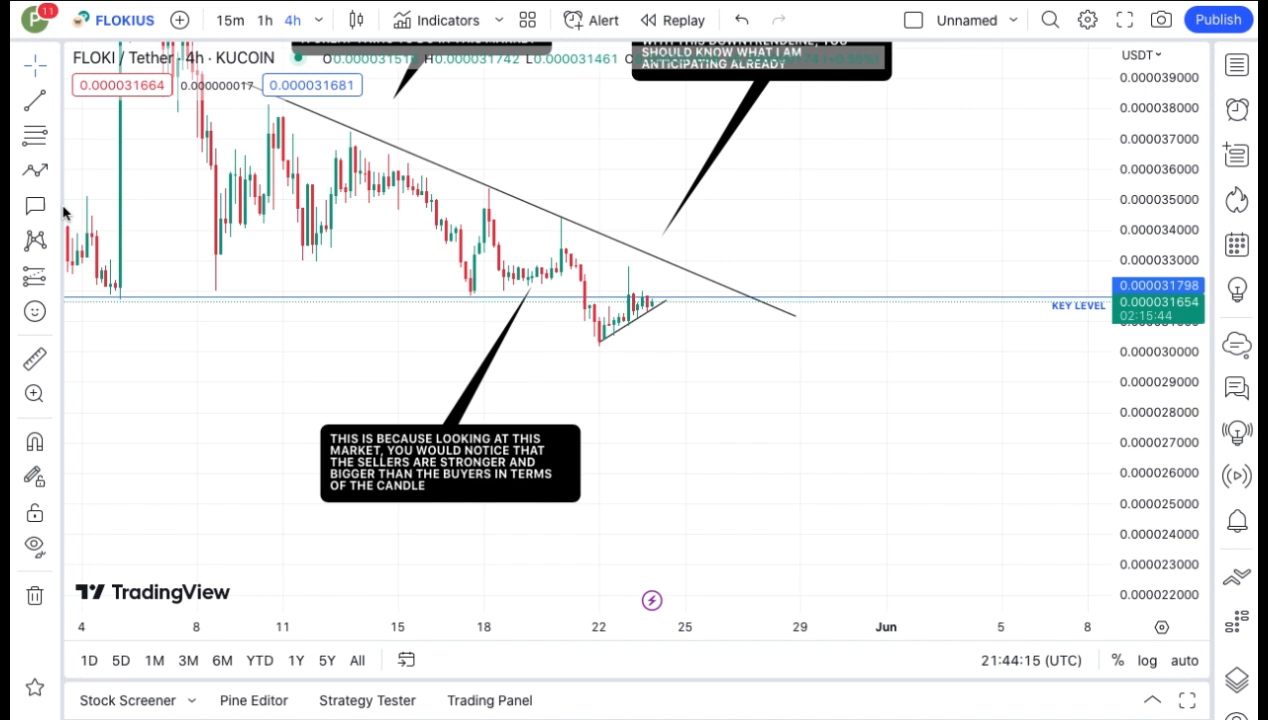 P
11
FLOKIUS
15m 1h 4h
Indicators
Alert
Replay
Unnamed
Publish
FLOKI / Tether · 4h · KUCOIN
H0.000031742 L0.000031461
0.000031664
0.000000017
0.000031681
SHOULD KNOW WHAT I AM
ANTICIPATING ALREADY
USDT
0.000039000
0.000038000
0.000037000
0.000036000
0.000035000
0.000034000
0.000033000
0.000031798
KEY LEVEL
0.000031654
02:15:44
0.000030000
0.000029000
0.000028000
0.000027000
0.000026000
0.000025000
0.000024000
0.000023000
0.000022000
THIS IS BECAUSE LOOKING AT THIS
MARKET, YOU WOULD NOTICE THAT
THE SELLERS ARE STRONGER AND
BIGGER THAN THE BUYERS IN TERMS
OF THE CANDLE
TradingView
4 8 11 15 18 22 25 29 Jun 5 8
1D 5D 1M 3M 6M YTD 1Y 5Y All
21:44:15 (UTC)
% log auto
Stock Screener
Pine Editor
Strategy Tester
Trading Panel